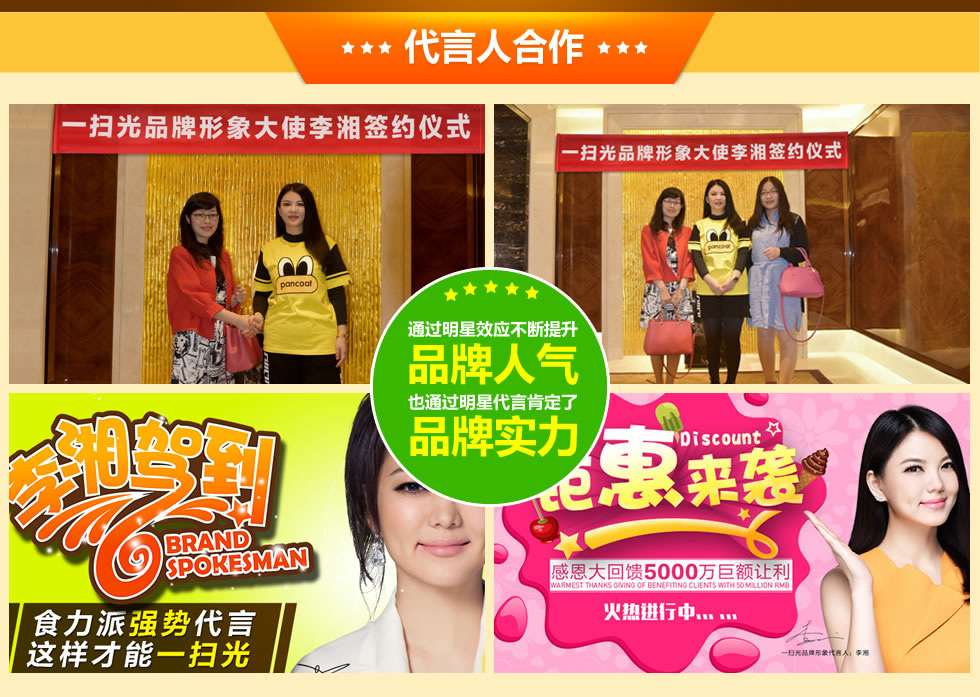 代言人合作
一扫光品牌形象大使李湘签约仪式
一扫光品牌形象大使李湘签约仪式
pancoat
pancoat
通过明星效应不断提升
品牌人气
也通过明星代言肯定了
品牌实力
李湘驾到
BRAND
SPOKESMAN
食力派强势代言
这样才能一扫光
Discount
钜惠来袭
感恩大回馈5000万巨额让利
WARMEST THANKS GIVING OF BENEFITING CLIENTS WITH 50 MILLION RMB
火热进行中... ...
一扫光品牌形象代言人：李湘